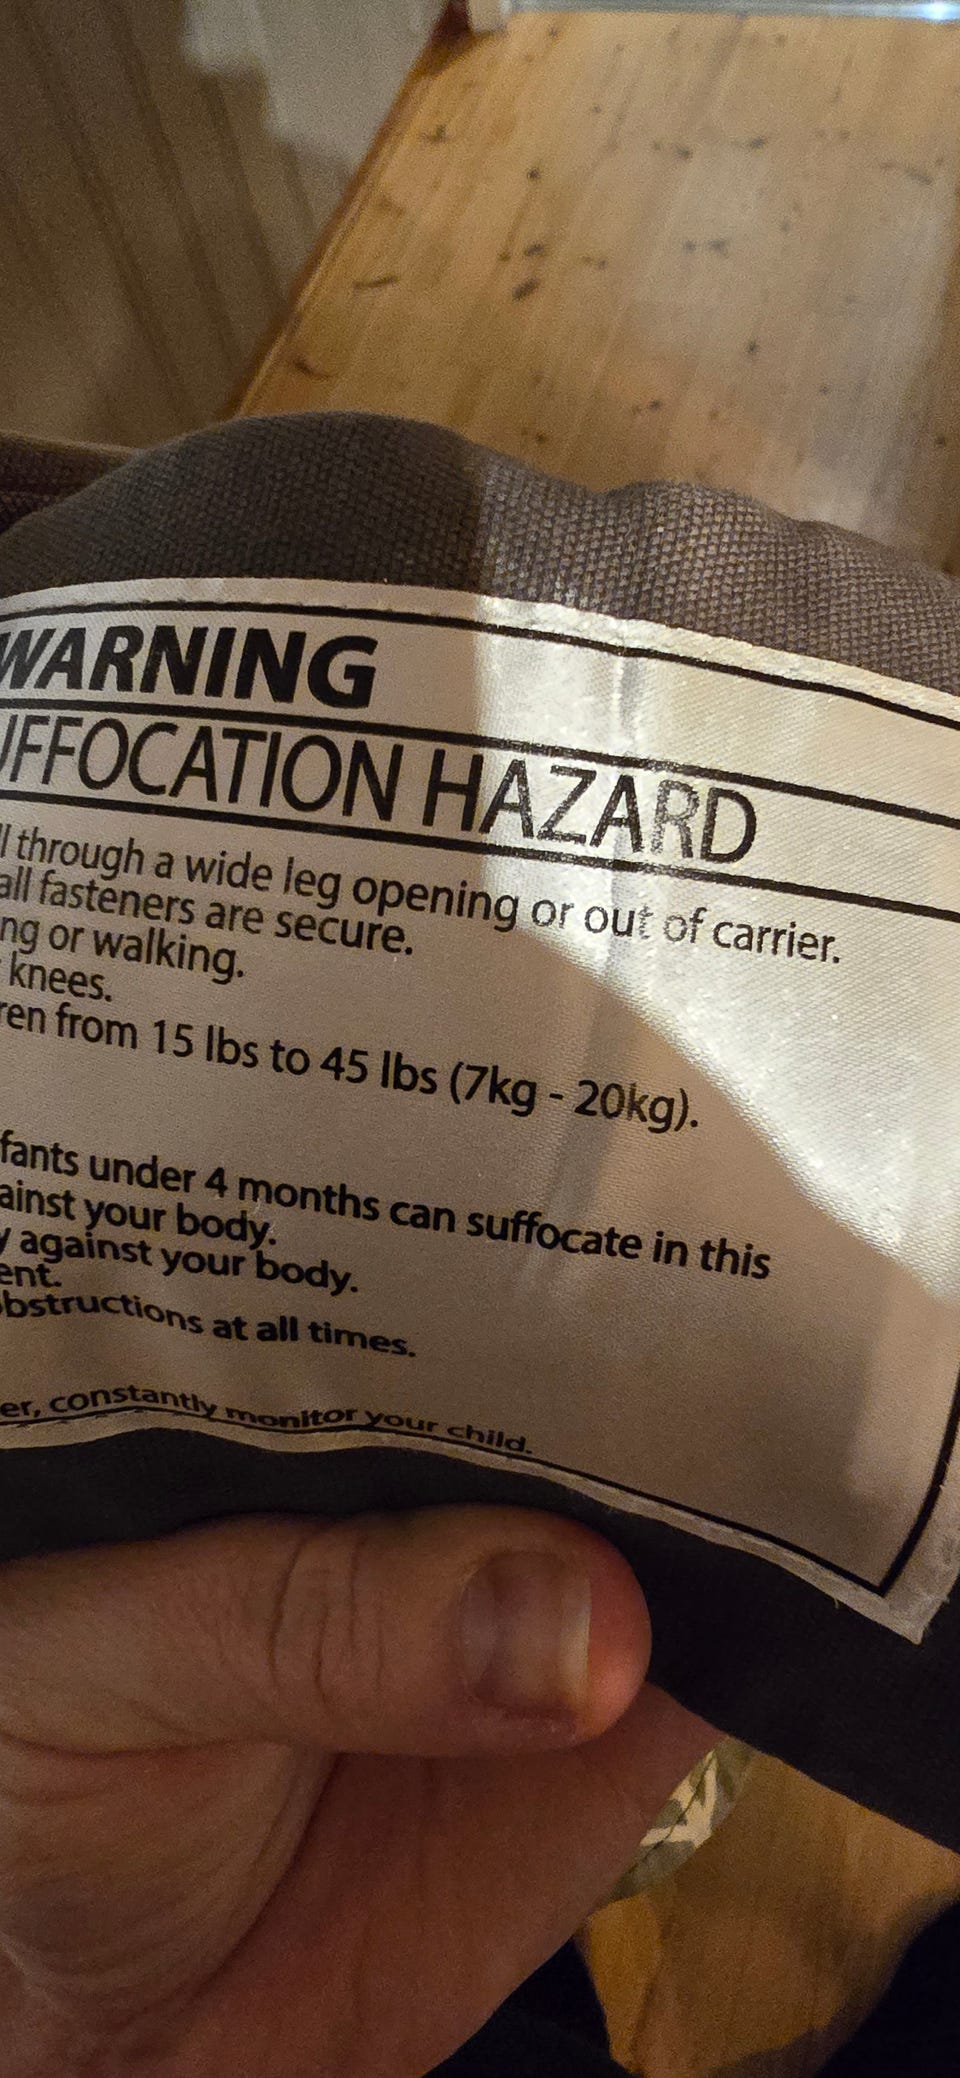 WARNING
UFFOCATION HAZARD
ll through a wide leg opening or out of carrier.
all fasteners are secure.
ng or walking.
knees.
ren from 15 lbs to 45 lbs (7kg - 20kg).
fants under 4 months can suffocate in this
ainst your body.
y against your body.
ent.
bstructions at all times.
er, constantly monitor your child.